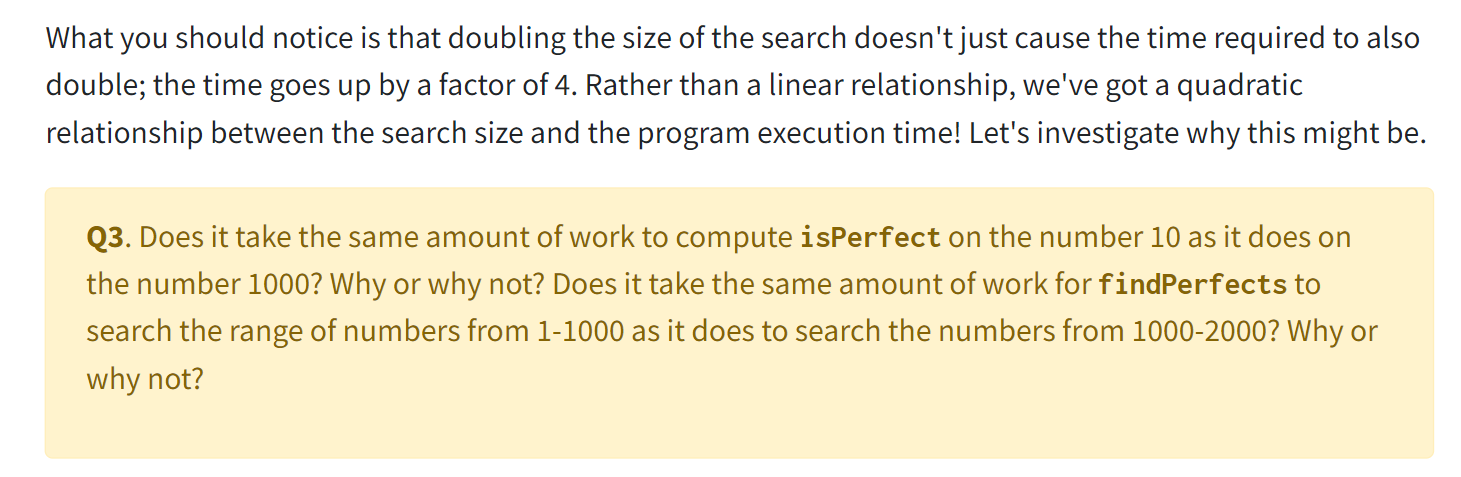 What you should notice is that doubling the size of the search doesn't just cause the time required to also
double; the time goes up by a factor of 4. Rather than a linear relationship, we've got a quadratic
relationship between the search size and the program execution time! Let's investigate why this might be.
Q3. Does it take the same amount of work to compute isPerfect on the number 10 as it does on
the number 1000? Why or why not? Does it take the same amount of work for findPerfects to
search the range of numbers from 1-1000 as it does to search the numbers from 1000-2000? Why or
why not?